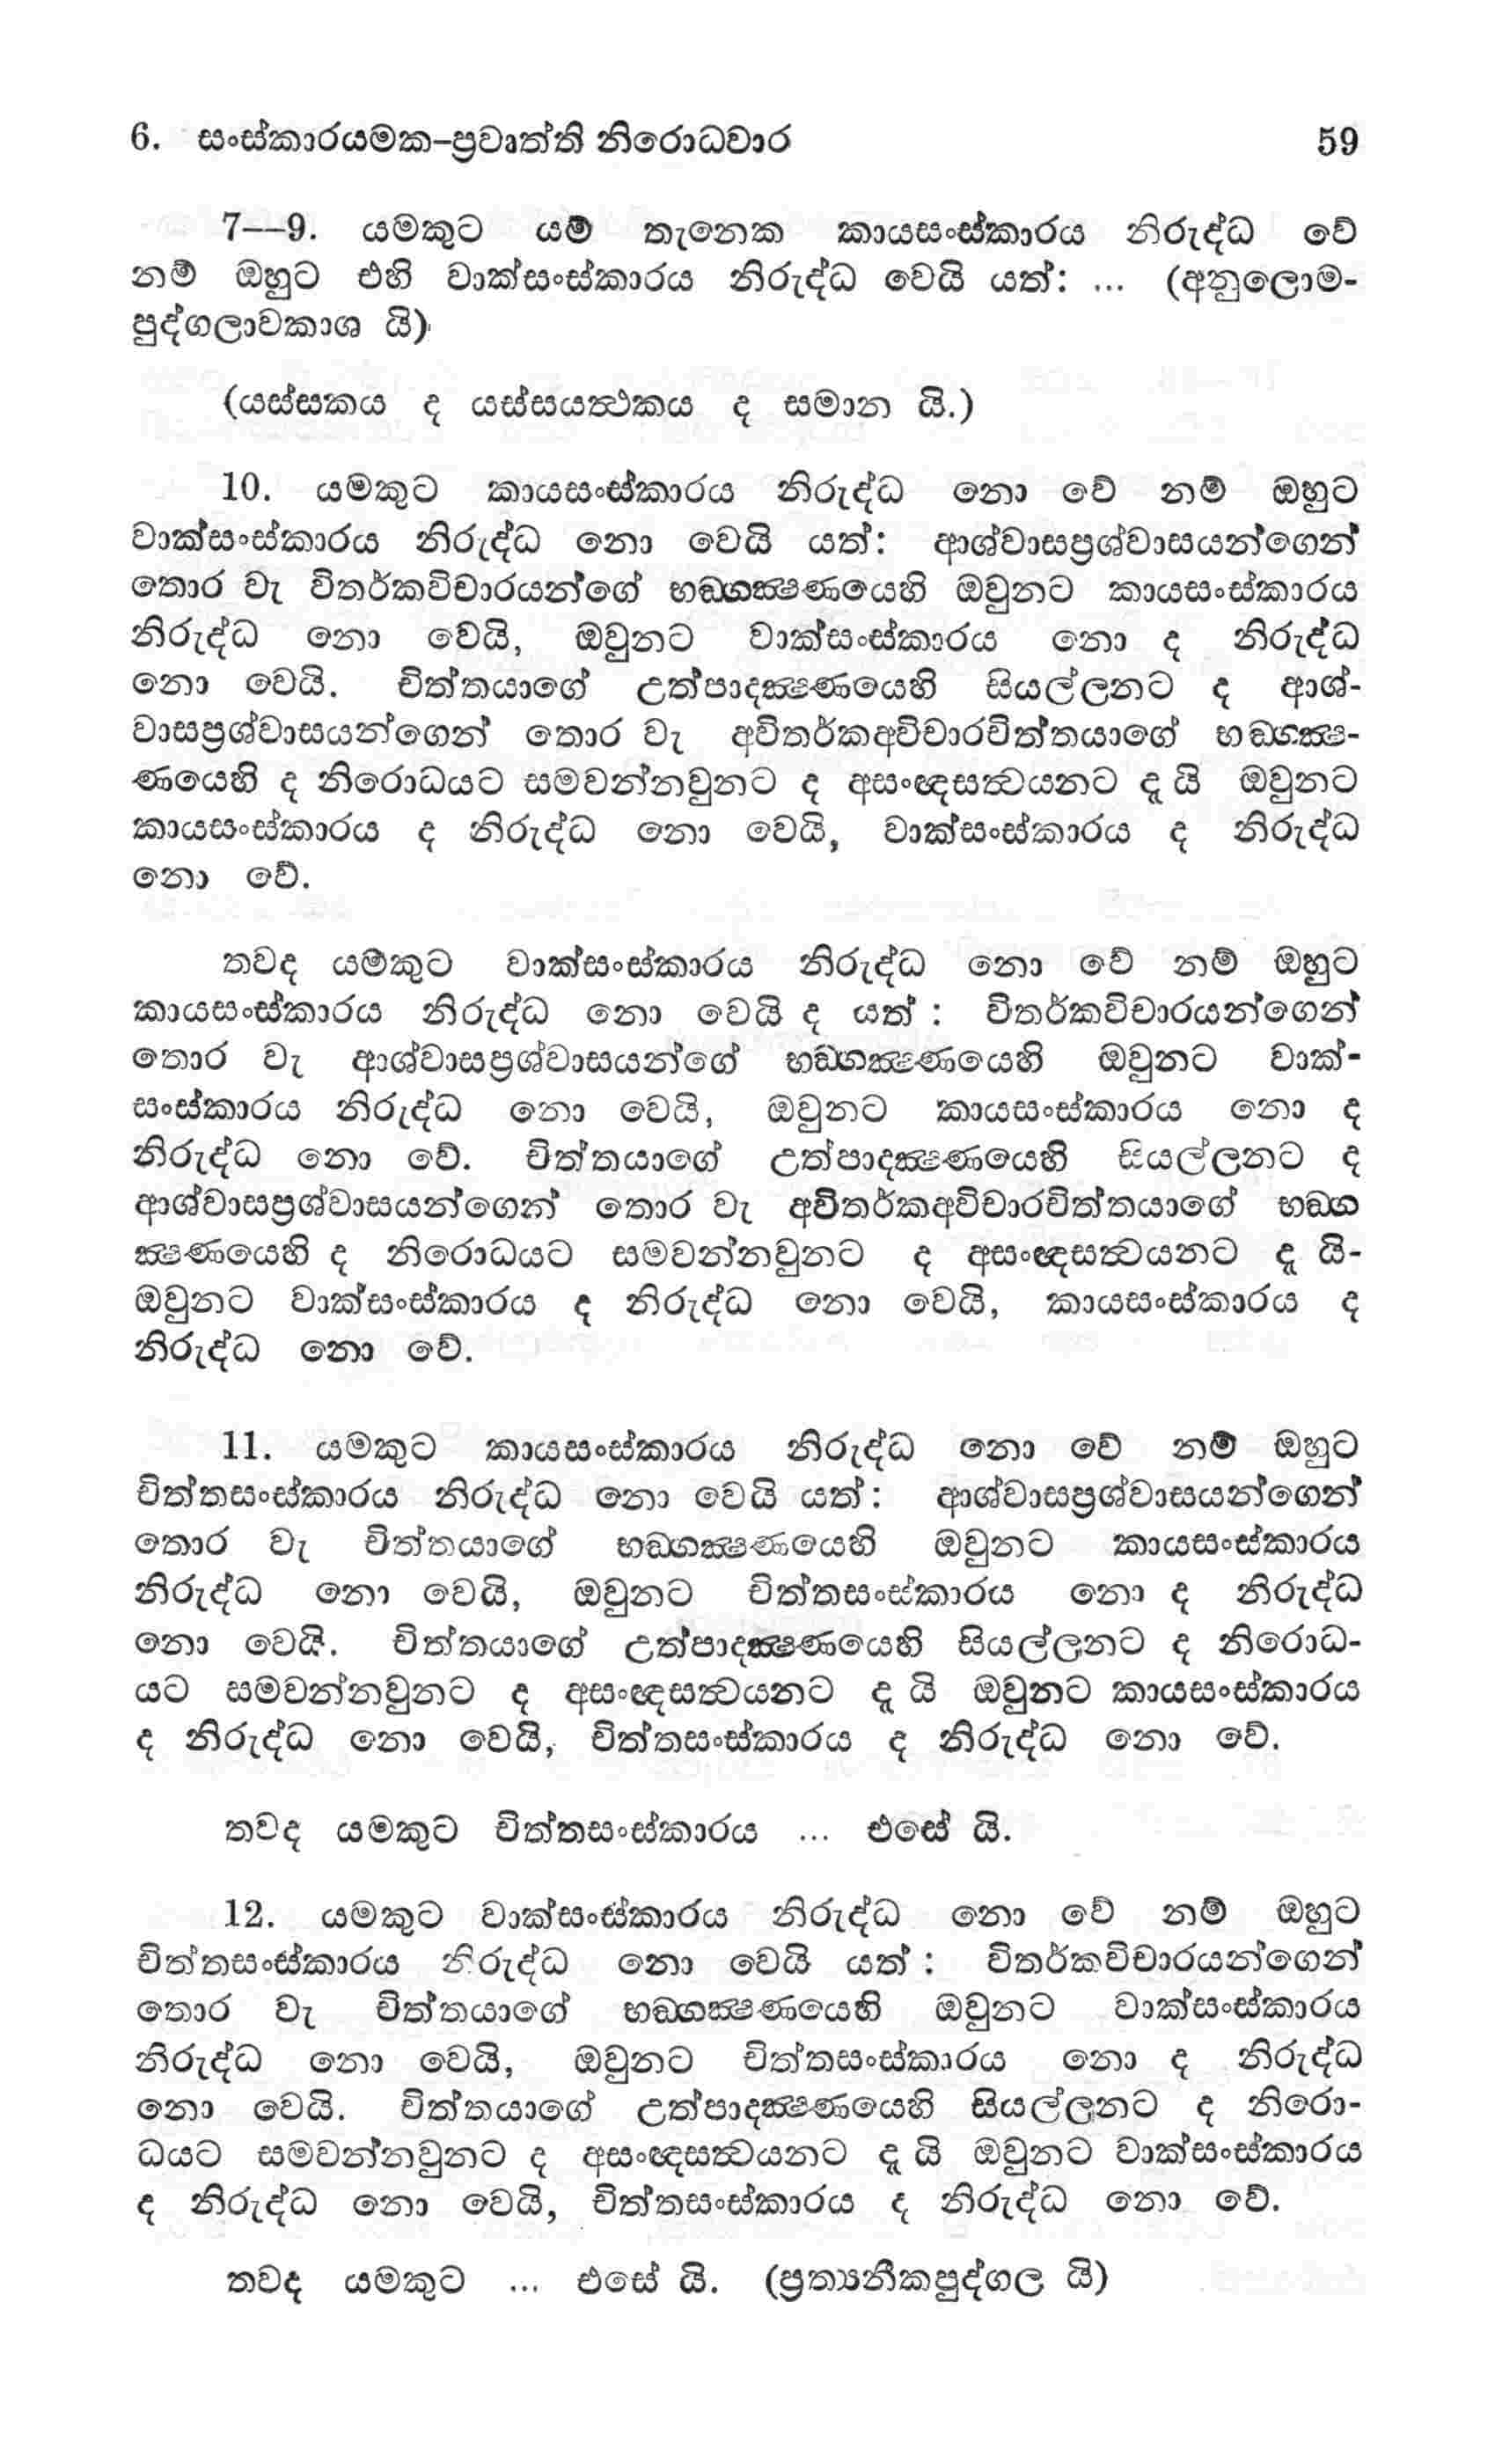 6. සංස්කාරයමක–ප්‍රවෘත්ති නිරොධවාර 59
7—9. යමකුට යම් තැනෙක කායසංස්කාරය නිරුද්ධ වේ
නම් ඔහුට එහි වාක්සංස්කාරය නිරුද්ධ වෙයි යත්: ... (අනුලොම-
පුද්ගලාවකාශ යි)
(යස්සකය ද යස්සයත්‍ථකය ද සමාන යි.)
10. යමකුට කායසංස්කාරය නිරුද්ධ නො වේ නම් ඔහුට
වාක්සංස්කාරය නිරුද්ධ නො වෙයි යත්: ආශ්වාසප්‍රශ්වාසයන්ගෙන්
තොර වැ විතර්කවිචාරයන්ගේ භඞ්ගක්‍ෂණයෙහි ඔවුනට කායසංස්කාරය
නිරුද්ධ නො වෙයි, ඔවුනට වාක්සංස්කාරය නො ද නිරුද්ධ
නො වෙයි. චිත්තයාගේ උත්පාදක්‍ෂණයෙහි සියල්ලනට ද ආශ්-
වාසප්‍රශ්වාසයන්ගෙන් තොර වැ අවිතර්කඅවිචාරචිත්තයාගේ භඞ්ගක්‍ෂ-
ණයෙහි ද නිරොධයට සමවන්නවුනට ද අසංඥසත්‍වයනට දැ යි ඔවුනට
කායසංස්කාරය ද නිරුද්ධ නො වෙයි, වාක්සංස්කාරය ද නිරුද්ධ
නො වේ.
තවද යමකුට වාක්සංස්කාරය නිරුද්ධ නො වේ නම් ඔහුට
කායසංස්කාරය නිරුද්ධ නො වෙයි ද යත් : විතර්කවිචාරයන්ගෙන්
තොර වැ ආශ්වාසප්‍රශ්වාසයන්ගේ භඞ්ගක්‍ෂණයෙහි ඔවුනට වාක්-
සංස්කාරය නිරුද්ධ නො වෙයි, ඔවුනට කායසංස්කාරය නො ද
නිරුද්ධ නො වේ. චිත්තයාගේ උත්පාදක්‍ෂණයෙහි සියල්ලනට ද
ආශ්වාසප්‍රශ්වාසයන්ගෙන් තොර වැ අවිතර්කඅවිචාරචිත්තයාගේ භඞ්ග
ක්‍ෂණයෙහි ද නිරොධයට සමවන්නවුනට ද අසංඥසත්‍වයනට දැ යි-
ඔවුනට වාක්සංස්කාරය ද නිරුද්ධ නො වෙයි, කායසංස්කාරය ද
නිරුද්ධ නො වේ.
11. යමකුට කායසංස්කාරය නිරුද්ධ නො වේ නම් ඔහුට
චිත්තසංස්කාරය නිරුද්ධ නො වෙයි යත්: ආශ්වාසප්‍රශ්වාසයන්ගෙන්
තොර වැ චිත්තයාගේ භඞ්ගක්‍ෂණයෙහි ඔවුනට කායසංස්කාරය
නිරුද්ධ නො වෙයි, ඔවුනට චිත්තසංස්කාරය නො ද නිරුද්ධ
නො වෙයි. චිත්තයාගේ උත්පාදක්‍ෂණයෙහි සියල්ලනට ද නිරොධ-
යට සමවන්නවුනට ද අසංඥසත්‍වයනට දැ යි ඔවුනට කායසංස්කාරය
ද නිරුද්ධ නො වෙයි, චිත්තසංස්කාරය ද නිරුද්ධ නො වේ.
තවද යමකුට චිත්තසංස්කාරය ... එසේ යි.
12. යමකුට වාක්සංස්කාරය නිරුද්ධ නො වේ නම් ඔහුට
චිත්තසංස්කාරය නිරුද්ධ නො වෙයි යත් : විතර්කවිචාරයන්ගෙන්
තොර වැ චිත්තයාගේ භඞ්ගක්‍ෂණයෙහි ඔවුනට වාක්සංස්කාරය
නිරුද්ධ නො වෙයි, ඔවුනට චිත්තසංස්කාරය නො ද නිරුද්ධ
නො වෙයි. චිත්තයාගේ උත්පාදක්‍ෂණයෙහි සියල්ලනට ද නිරො-
ධයට සමවන්නවුනට ද අසංඥසත්‍වයනට දැ යි ඔවුනට වාක්සංස්කාරය
ද නිරුද්ධ නො වෙයි, චිත්තසංස්කාරය ද නිරුද්ධ නො වේ.
තවද යමකුට ... එසේ යි. (ප්‍රත්‍යනීකපුද්ගල යි)